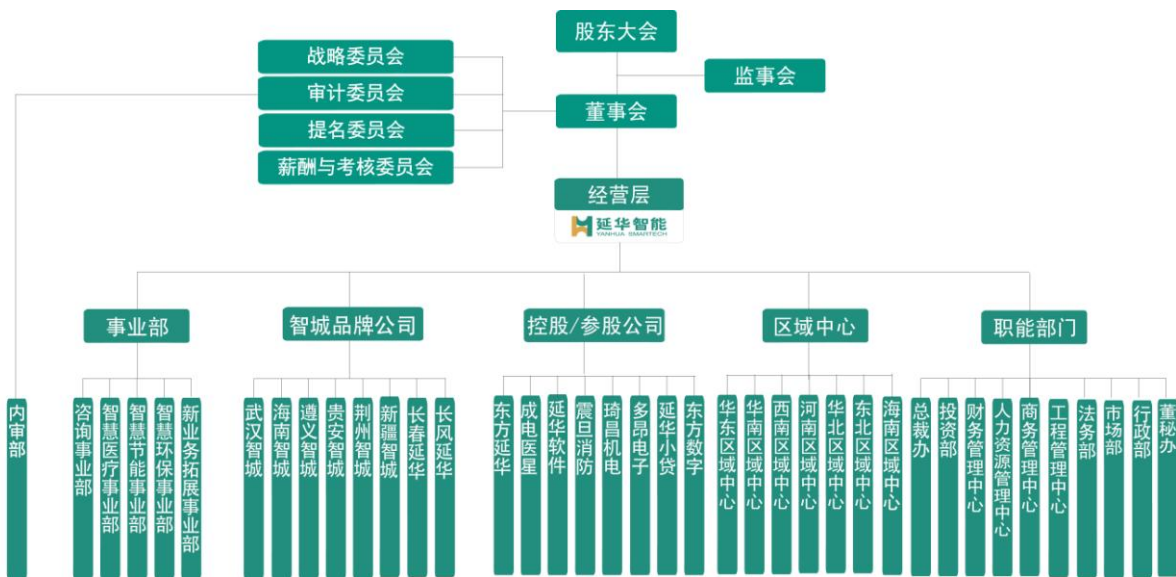 股东大会
战略委员会
监事会
审计委员会
董事会
提名委员会
薪酬与考核委员会
经营层
延华智能
YANHUA SMARTECH
事业部
智城品牌公司
控股/参股公司
区域中心
职能部门
内审部
咨询事业部
智慧医疗事业部
智慧节能事业部
智慧环保事业部
新业务拓展事业部
武汉智城
海南智城
遵义智城
贵安智城
荆州智城
新疆智城
长春延华
长风延华
东方延华
成电医星
延华软件
震旦消防
琦昌机电
多昂电子
延华小贷
东方数字
华东区域中心
华南区域中心
西南区域中心
河南区域中心
华北区域中心
东北区域中心
海南区域中心
总裁办
投资部
财务管理中心
人力资源管理中心
商务管理中心
工程管理中心
法务部
市场部
行政部
董秘办